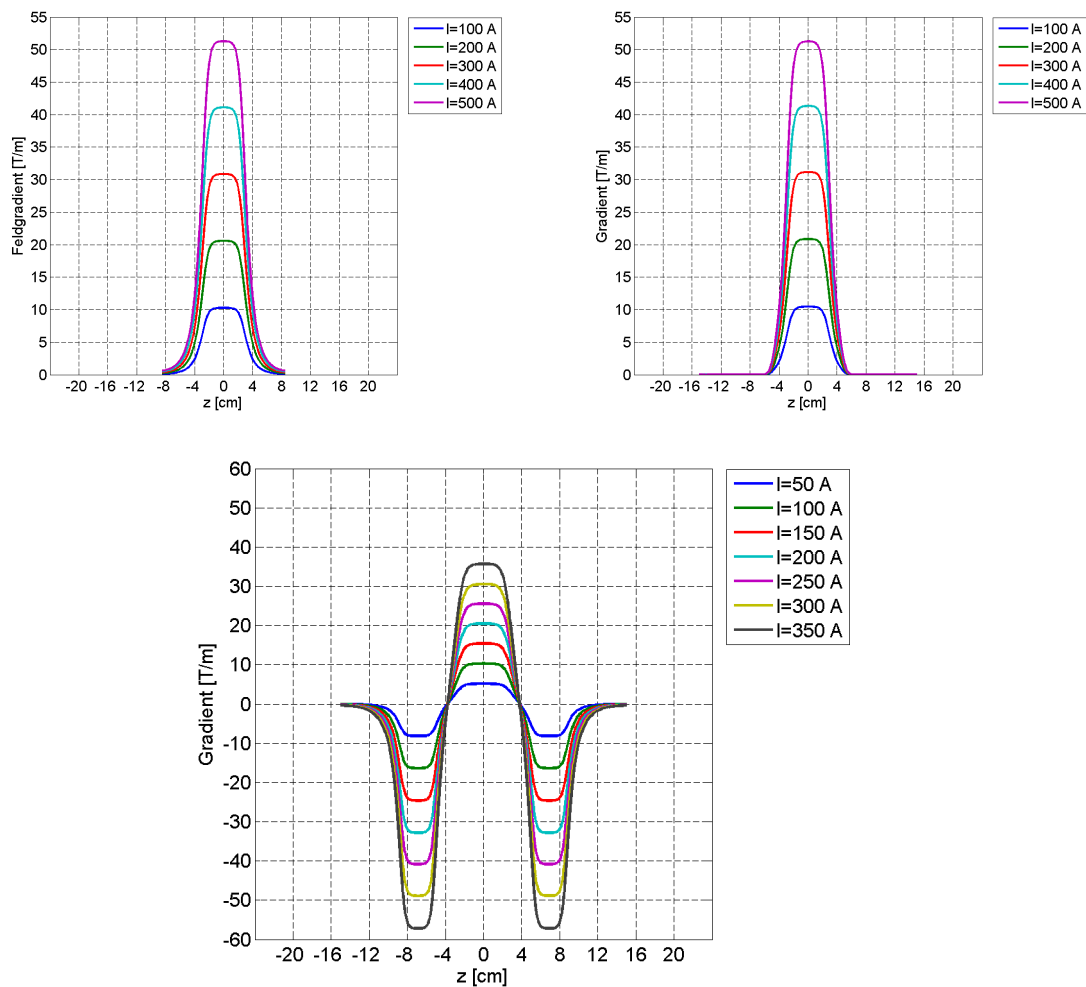 Feldgradient [T/m]
55
50
45
40
35
30
25
20
15
10
5
0
-20 -16 -12 -8 -4 0 4 8 12 16 20
z [cm]
I=100 A
I=200 A
I=300 A
I=400 A
I=500 A
Gradient [T/m]
55
50
45
40
35
30
25
20
15
10
5
0
-20 -16 -12 -8 -4 0 4 8 12 16 20
z [cm]
I=100 A
I=200 A
I=300 A
I=400 A
I=500 A
Gradient [T/m]
60
50
40
30
20
10
0
-10
-20
-30
-40
-50
-60
-20 -16 -12 -8 -4 0 4 8 12 16 20
z [cm]
I=50 A
I=100 A
I=150 A
I=200 A
I=250 A
I=300 A
I=350 A